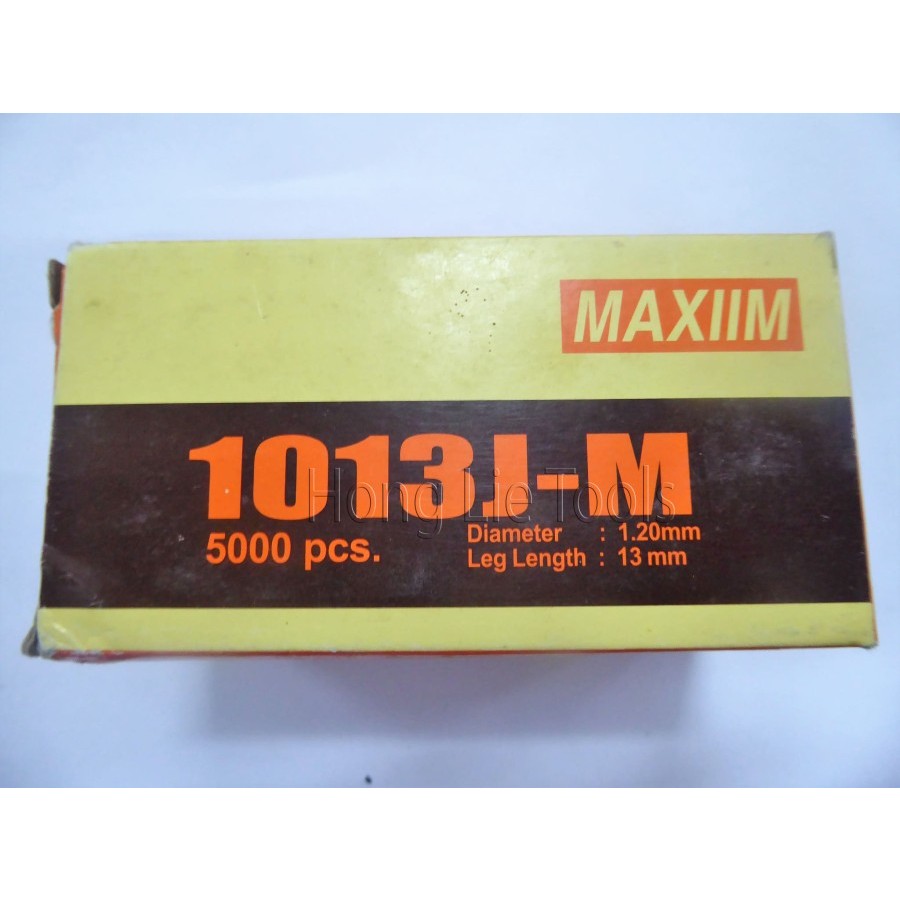 MAXIIM
1013J-M
Hong Lie Tools
5000 pcs.
Diameter : 1.20mm
Leg Length : 13 mm